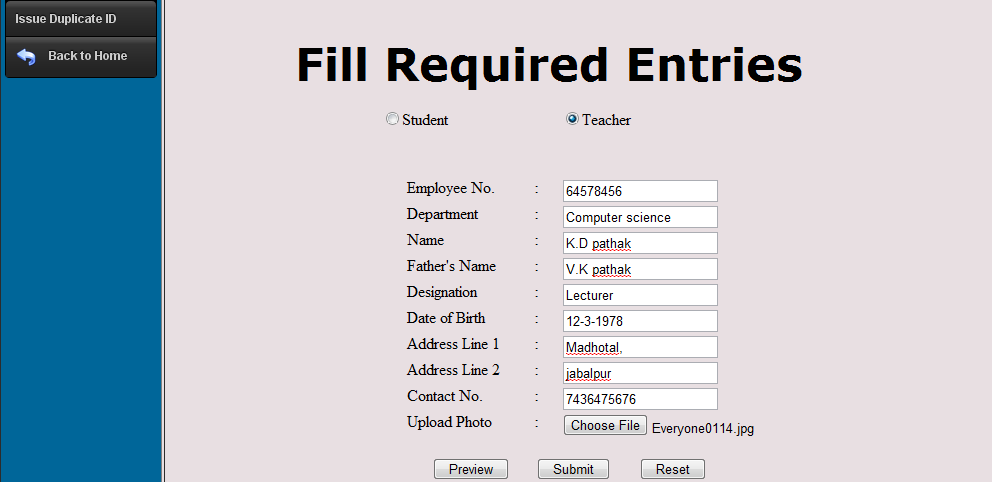 Issue Duplicate ID
Back to Home
Fill Required Entries
Student Teacher
Employee No. : 64578456
Department : Computer science
Name : K.D pathak
Father's Name : V.K pathak
Designation : Lecturer
Date of Birth : 12-3-1978
Address Line 1 : Madhotal,
Address Line 2 : jabalpur
Contact No. : 7436475676
Upload Photo : Choose File Everyone0114.jpg
Preview Submit Reset